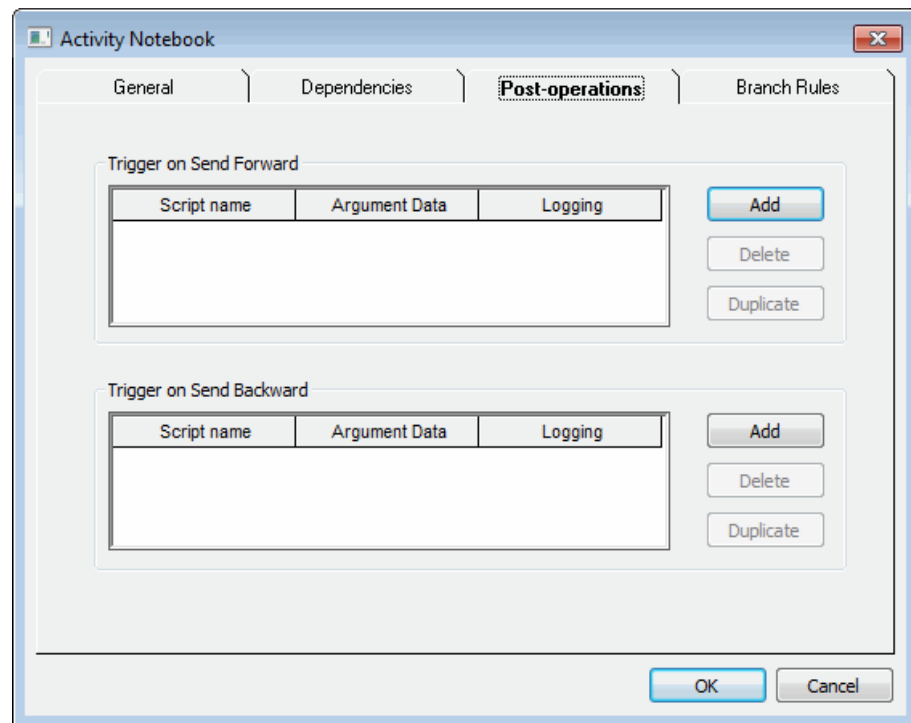 Activity Notebook
General Dependencies Post-operations Branch Rules
Trigger on Send Forward
Script name Argument Data Logging
Add
Delete
Duplicate
Trigger on Send Backward
Script name Argument Data Logging
Add
Delete
Duplicate
OK Cancel